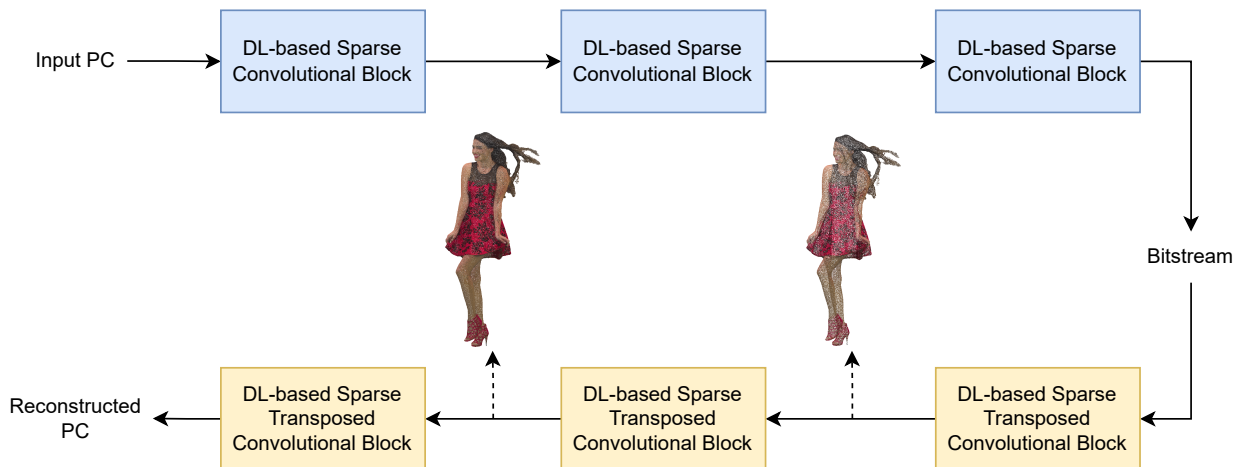 Input PC
DL-based Sparse
Convolutional Block
DL-based Sparse
Convolutional Block
DL-based Sparse
Convolutional Block
Bitstream
Reconstructed
PC
DL-based Sparse
Transposed
Convolutional Block
DL-based Sparse
Transposed
Convolutional Block
DL-based Sparse
Transposed
Convolutional Block